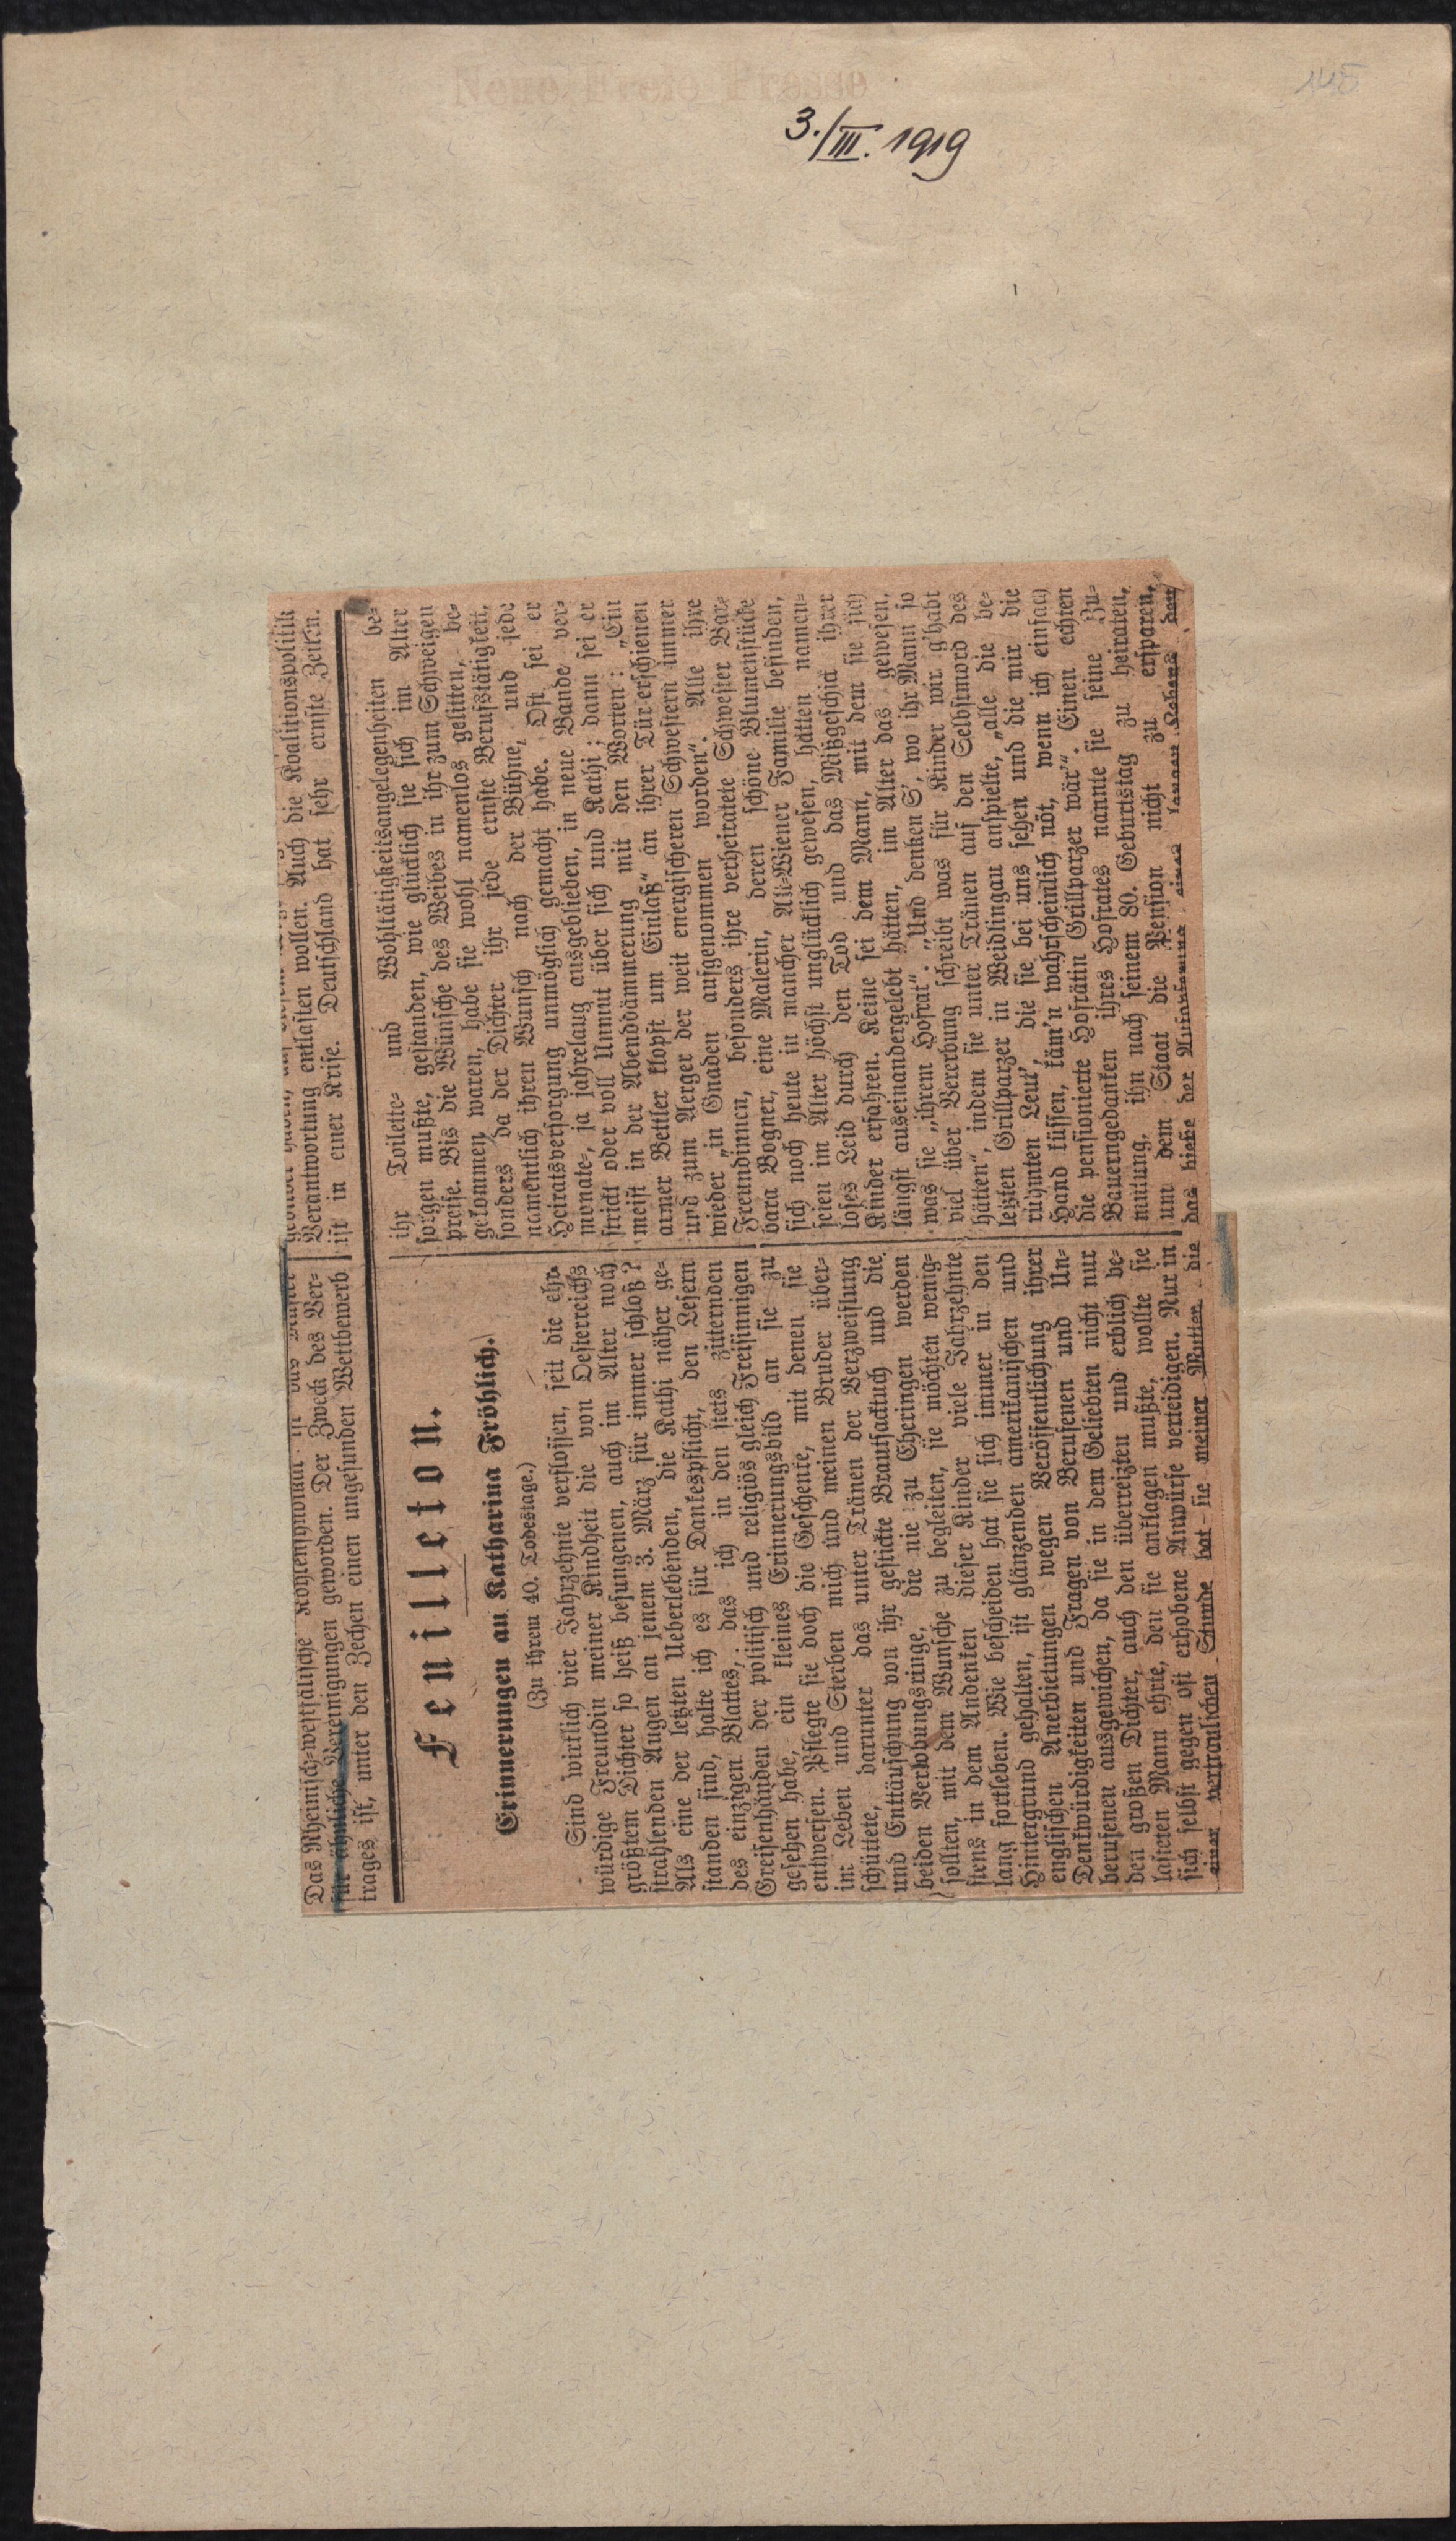 Neue Freie Presse
145
3./III. 1919
Das Rheinisch-westfälische Kohlensyndikat ist das Muster
für ähnliche Vereinigungen geworden. Der Zweck des Ver-
trages ist, unter den Zechen einen ungesunden Wettbewerb
Verantwortung entlasten wollen. Auch die Koalitionspolitik
ist in einer Krise. Deutschland hat sehr ernste Zeiten.
Feuilleton.
Erinnerungen an Katharina Fröhlich.
(Zu ihrem 40. Todestage.)
Sind wirklich vier Jahrzehnte verflossen, seit die ehr-
würdige Freundin meiner Kindheit die von Oesterreichs
größtem Dichter so heiß besungenen, auch im Alter noch
strahlenden Augen an jenem 3. März für immer schloß?
Als eine der letzten Ueberlebenden, die Kathi näher ge-
standen sind, halte ich es für Dankespflicht, den Lesern
des einzigen Blattes, das ich in den stets zitternden
Greisenhänden der politisch und religiös gleich Freisinnigen
gesehen habe, ein kleines Erinnerungsbild an sie zu
entwerfen. Pflegte sie doch die Geschenke, mit denen sie
im Leben und Sterben mich und meinen Bruder über-
schüttete, darunter das unter Tränen der Verzweiflung
und Enttäuschung von ihr gestickte Brautsacktuch und die
beiden Verlobungsringe, die nie zu Eheringen werden
sollten, mit dem Wunsche zu begleiten, sie möchten wenig-
stens in dem Andenken dieser Kinder viele Jahrzehnte
lang fortleben. Wie bescheiden hat sie sich immer in den
Hintergrund gehalten, ist glänzenden amerikanischen und
englischen Anerbietungen wegen Veröffentlichung ihrer
Denkwürdigkeiten und Fragen von Berufenen und Un-
berufenen ausgewichen, da sie in dem Geliebten nicht nur
den großen Dichter, auch den überreizten und erblich be-
lasteten Mann ehrte, den sie anklagen mußte, wollte sie
sich selbst gegen oft erhobene Anwürfe verteidigen. Nur in
einer vertraulichen Stunde hat sie meiner Mutter, die
ihr Toilette- und Wohltätigkeitsangelegenheiten be-
sorgen mußte, gestanden, wie glücklich sie sich im Alter
preise. Bis die Wünsche des Weibes in ihr zum Schweigen
gekommen waren, habe sie wohl namenlos gelitten, be-
sonders da der Dichter ihr jede ernste Berufstätigkeit,
namentlich ihren Wunsch nach der Bühne, und jede
Heiratsversorgung unmöglich gemacht habe. Oft sei er
monate-, ja jahrelang ausgeblieben, in neue Bande ver-
strickt oder voll Unmut über sich und Kathi; dann sei er
meist in der Abenddämmerung mit den Worten: „Ein
armer Bettler klopft um Einlaß“ an ihrer Tür erschienen
und zum Aerger der weit energischeren Schwestern immer
wieder „in Gnaden aufgenommen worden“. Alle ihre
Freundinnen, besonders ihre verheiratete Schwester Bar-
bara Bogner, eine Malerin, deren schöne Blumenstücke
sich noch heute in mancher Alt-Wiener Familie befinden,
seien im Alter höchst unglücklich gewesen, hätten namen-
loses Leid durch den Tod und das Mißgeschick ihrer
Kinder erfahren. Keine sei dem Mann, mit dem sie sich
längst auseinandergelebt hätten, im Alter das gewesen,
was sie „ihrem Hofrat“. „Und denken S', wo ihr Mann so
viel über Vererbung schreibt was für Kinder wir g'habt
hätten“, indem sie unter Tränen auf den Selbstmord des
letzten Grillparzer in Weidlingau anspielte, „alle die be-
rühmten Leut', die sie bei uns sehen und die mir die
Hand küssen, käm'n wahrscheinlich nöt, wenn ich einfach
die pensionierte Hofrätin Grillparzer wär'“. Einen echten
Bauerngedanken ihres Hofrates nannte sie seine Zu-
mutung, ihn nach seinem 80. Geburtstag zu heiraten,
um dem Staat die Pension nicht zu ersparen,
das hieße der Aufnahme eines langen Lebens den